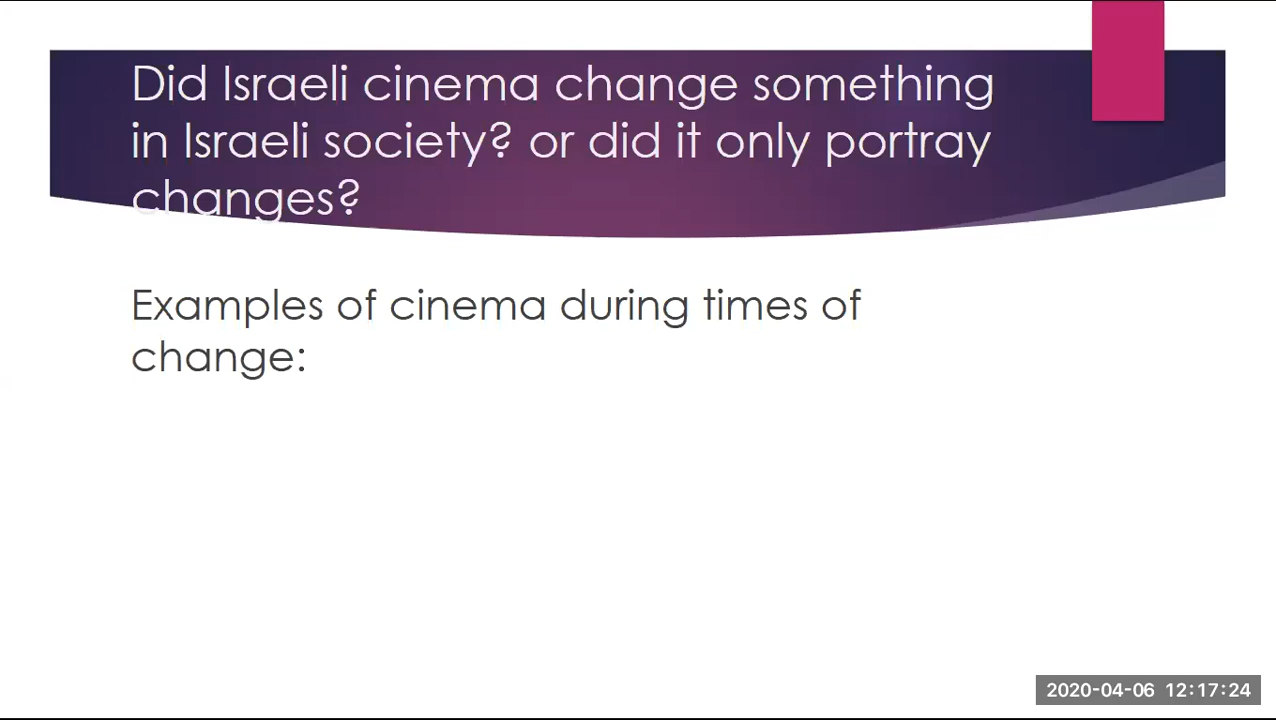 Did Israeli cinema change something
in Israeli society? or did it only portray
changes?
Examples of cinema during times of
change:
2020-04-06 12:17:24